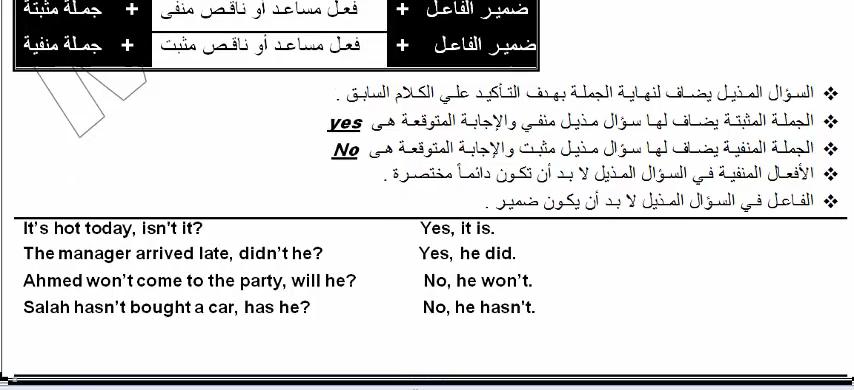 جملة مثبتة + فعل مساعد أو ناقص منفى + ضمير الفاعل
جملة منفية + فعل مساعد أو ناقص مثبت + ضمير الفاعل
❖ السؤال المذيل يضاف لنهاية الجملة بهدف التأكيد علي الكلام السابق .
❖ الجملة المثبتة يضاف لها سؤال مذيل منفي والإجابة المتوقعة هى yes
❖ الجملة المنفية يضاف لها سؤال مذيل مثبت والإجابة المتوقعة هى No
❖ الأفعال المنفية في السؤال المذيل لا بد أن تكون دائماً مختصرة .
❖ الفاعل في السؤال المذيل لا بد أن يكون ضمير .
It's hot today, isn't it? Yes, it is.
The manager arrived late, didn't he? Yes, he did.
Ahmed won't come to the party, will he? No, he won't.
Salah hasn't bought a car, has he? No, he hasn't.